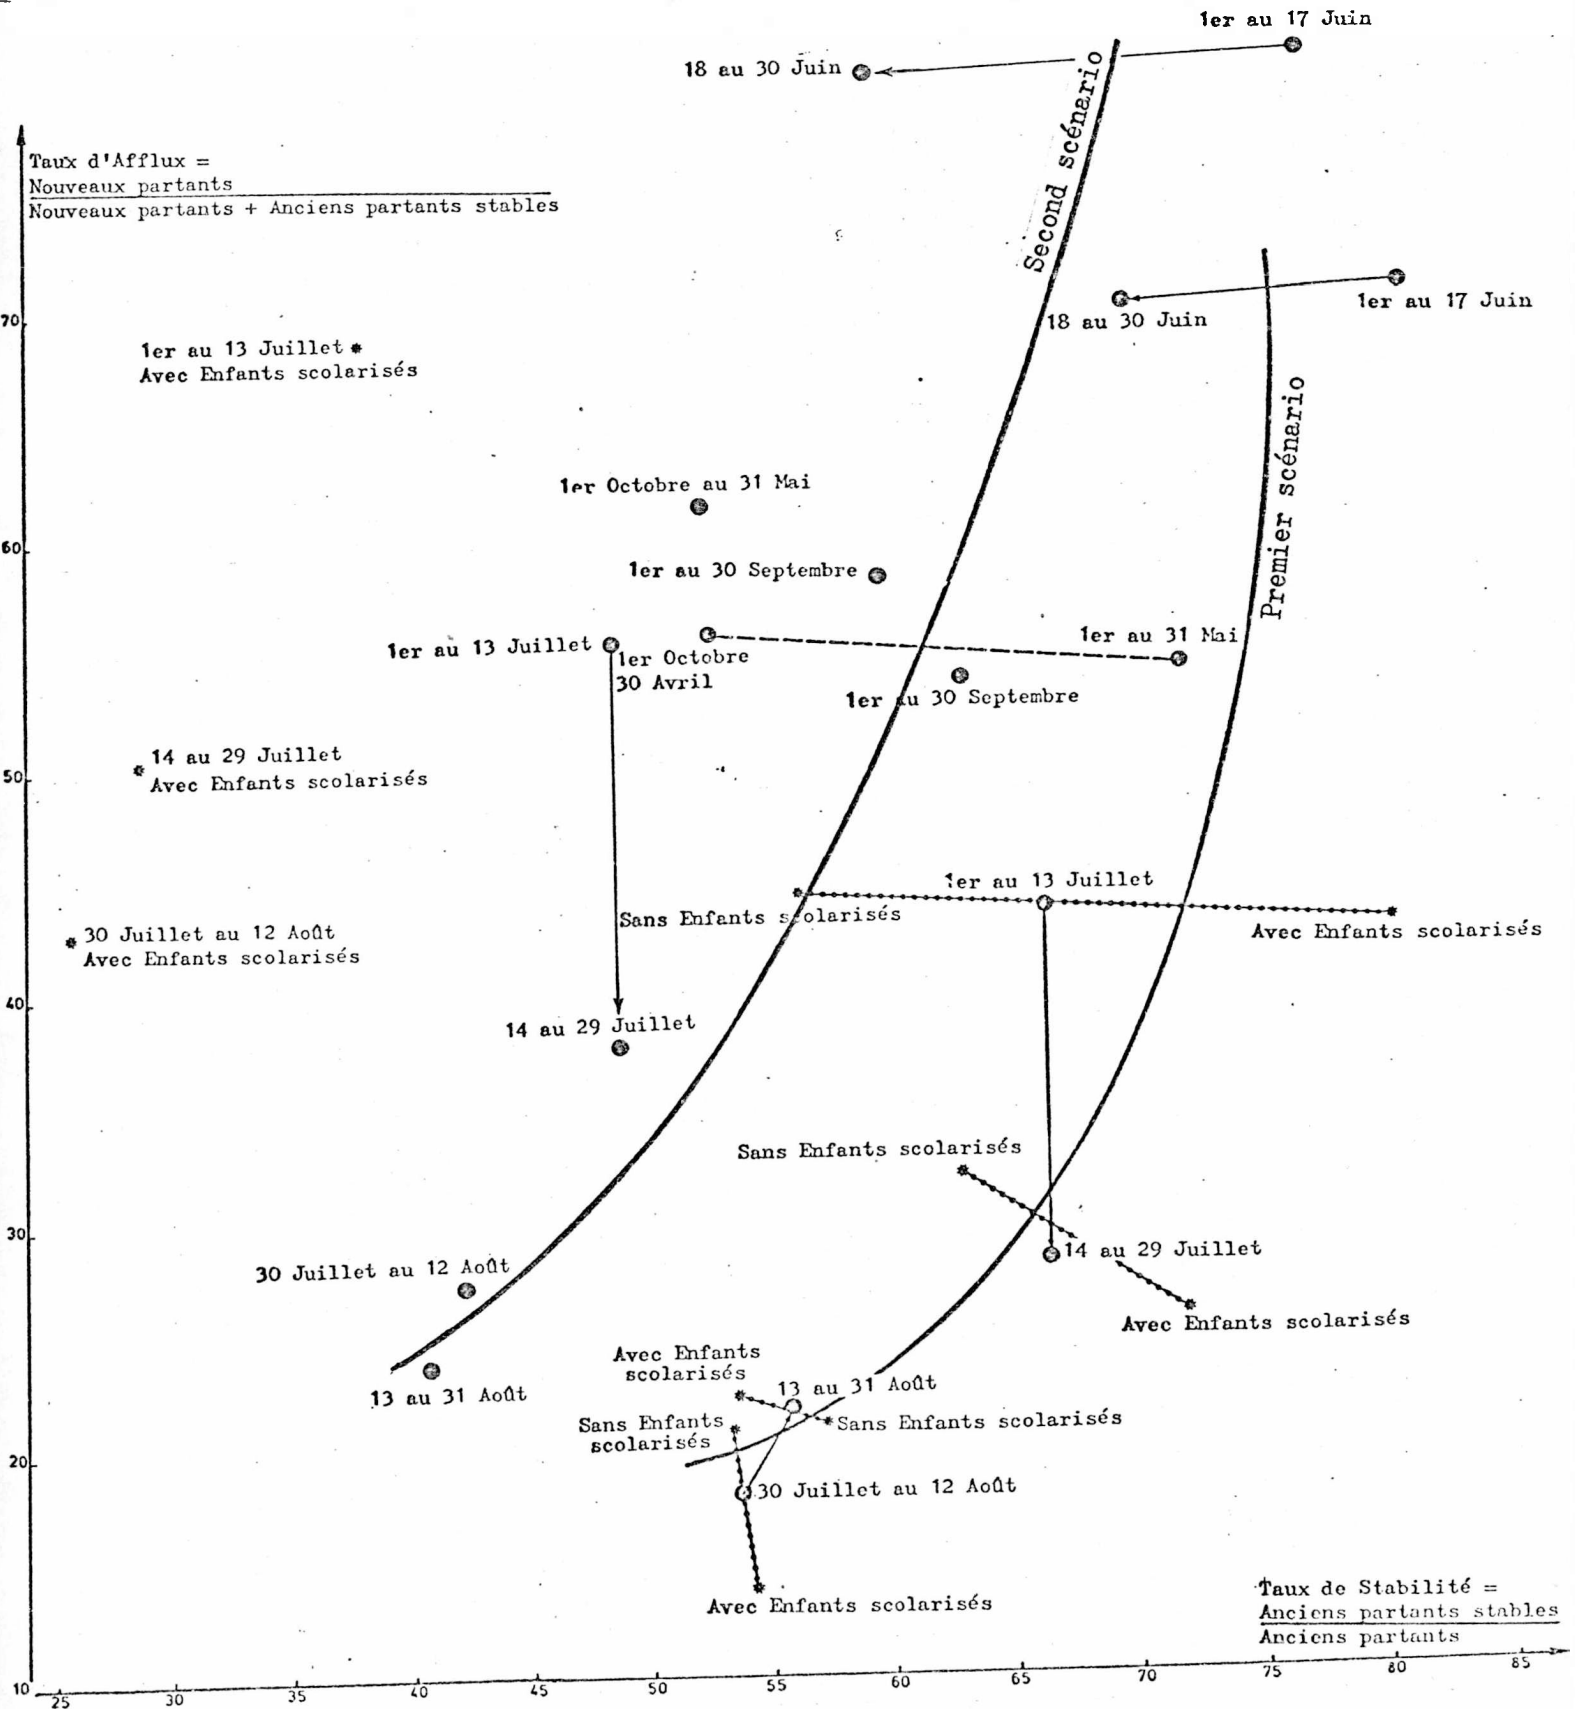 1er au 17 Juin
18 au 30 Juin
Second scénario
Taux d'Afflux =
Nouveaux partants
Nouveaux partants + Anciens partants stables
1er au 17 Juin
18 au 30 Juin
70
1er au 13 Juillet
Avec Enfants scolarisés
Premier scénario
1er Octobre au 31 Mai
60
1er au 30 Septembre
1er au 31 Mai
1er au 13 Juillet
1er Octobre
30 Avril
1er au 30 Septembre
14 au 29 Juillet
50
Avec Enfants scolarisés
1er au 13 Juillet
Sans Enfants scolarisés
Avec Enfants scolarisés
30 Juillet au 12 Août
Avec Enfants scolarisés
40
14 au 29 Juillet
Sans Enfants scolarisés
30
14 au 29 Juillet
30 Juillet au 12 Août
Avec Enfants scolarisés
Avec Enfants
scolarisés
13 au 31 Août
13 au 31 Août
Sans Enfants
scolarisés
Sans Enfants scolarisés
20
30 Juillet au 12 Août
Avec Enfants scolarisés
Taux de Stabilité =
Anciens partants stables
Anciens partants
10
25 30 35 40 45 50 55 60 65 70 75 80 85